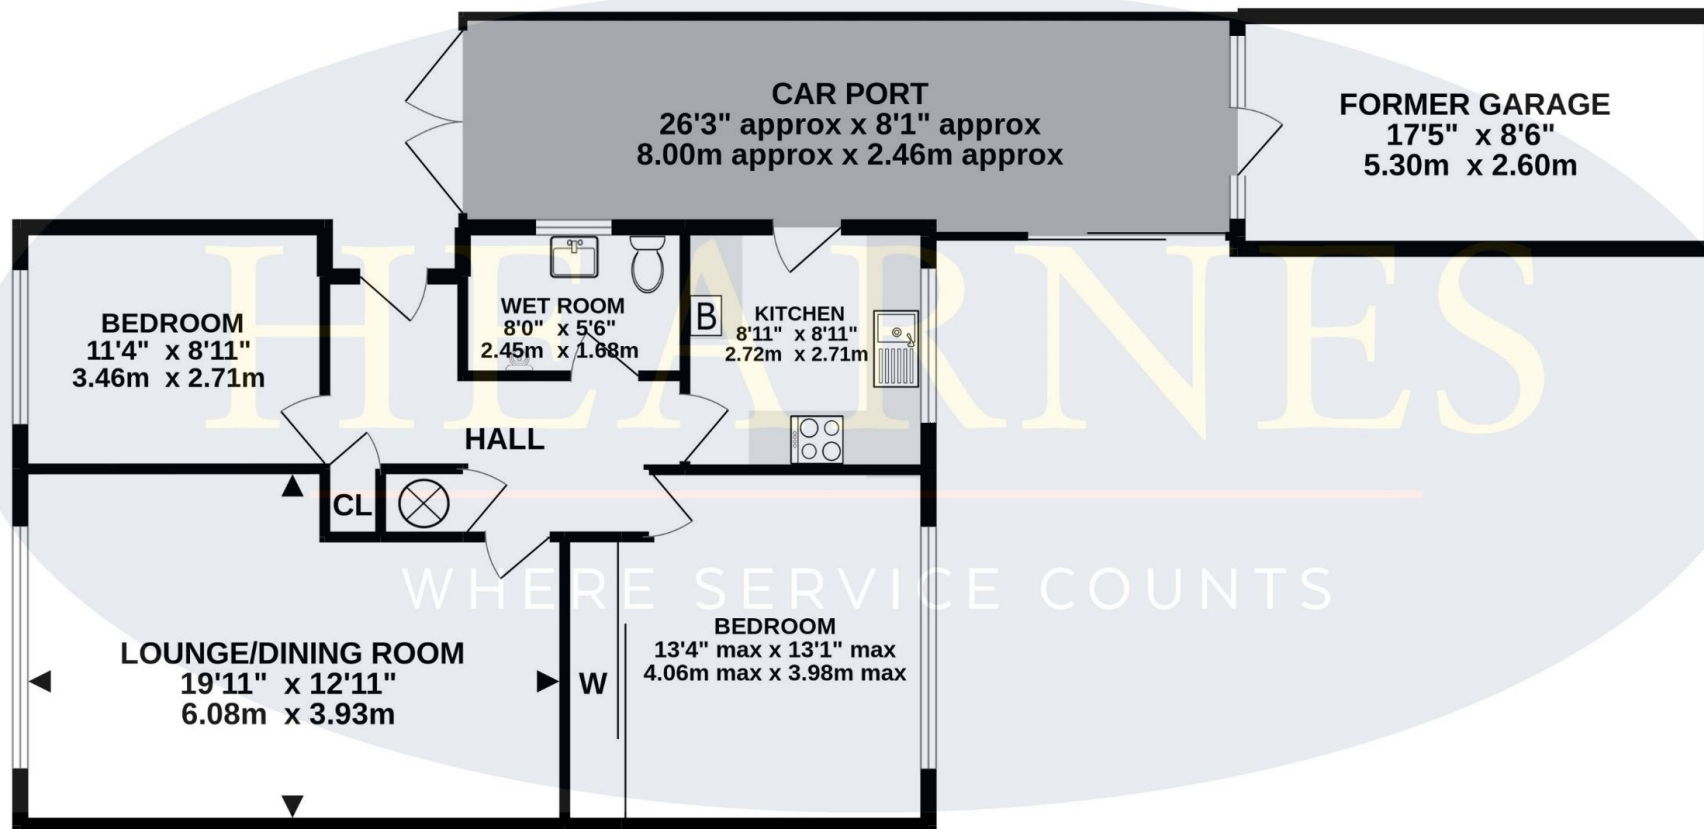 CAR PORT
26'3" approx x 8'1" approx
8.00m approx x 2.46m approx
FORMER GARAGE
17'5" x 8'6"
5.30m x 2.60m
HEARNES
BEDROOM
11'4" x 8'11"
3.46m x 2.71m
WET ROOM
8'0" x 5'6"
2.45m x 1.68m
B
KITCHEN
8'11" x 8'11"
2.72m x 2.71m
HALL
CL
WHERE SERVICE COUNTS
LOUNGE/DINING ROOM
19'11" x 12'11"
6.08m x 3.93m
W
BEDROOM
13'4" max x 13'1" max
4.06m max x 3.98m max